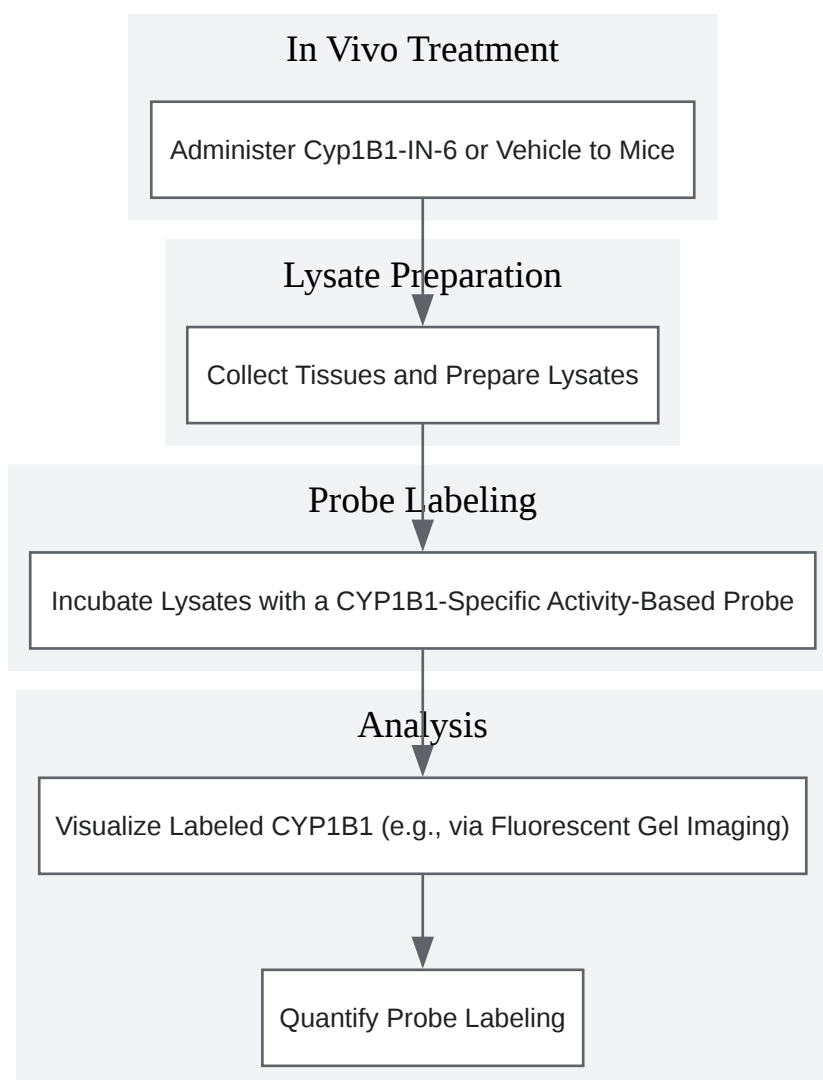 In Vivo Treatment
Administer Cyp1B1-IN-6 or Vehicle to Mice
Lysate Preparation
Collect Tissues and Prepare Lysates
Probe Labeling
Incubate Lysates with a CYP1B1-Specific Activity-Based Probe
Analysis
Visualize Labeled CYP1B1 (e.g., via Fluorescent Gel Imaging)
Quantify Probe Labeling